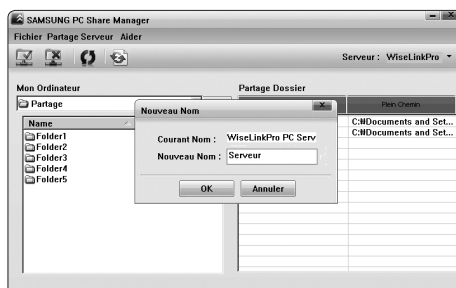 SAMSUNG PC Share Manager
Fichier Partage Serveur Aider
Serveur : WiseLinkPro
Mon Ordinateur
Partage Dossier
Partage
Plein Chemin
Name
Folder1
Folder2
Folder3
Folder4
Folder5
C:₩Documents and Set...
C:₩Documents and Set...
Nouveau Nom
Courant Nom : WiseLinkPro PC Serv
Nouveau Nom : Serveur
OK Annuler